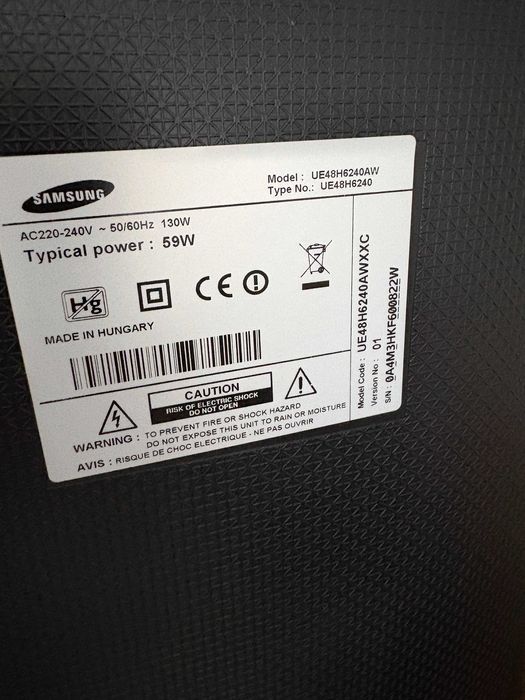 SAMSUNG
Model : UE48H6240AW
Type No.: UE48H6240
AC220-240V ~ 50/60Hz 130W
Typical power : 59W
Hg
CE
MADE IN HUNGARY
CAUTION
RISK OF ELECTRIC SHOCK
DO NOT OPEN
WARNING : TO PREVENT FIRE OR SHOCK HAZARD
DO NOT EXPOSE THIS UNIT TO RAIN OR MOISTURE
AVIS : RISQUE DE CHOC ELECTRIQUE - NE PAS OUVRIR
Model Code : UE48H6240AWXXC
Version No : 01
S/N : 0A4M3HKF600822W